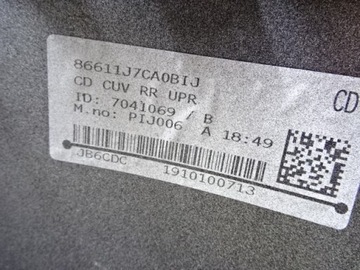 86611J7CA0BIJ
CD CUV RR UPR
CD
ID: 7041069 / B
M.no: PIJ006 A 18:49
JB6CDC 1910100713